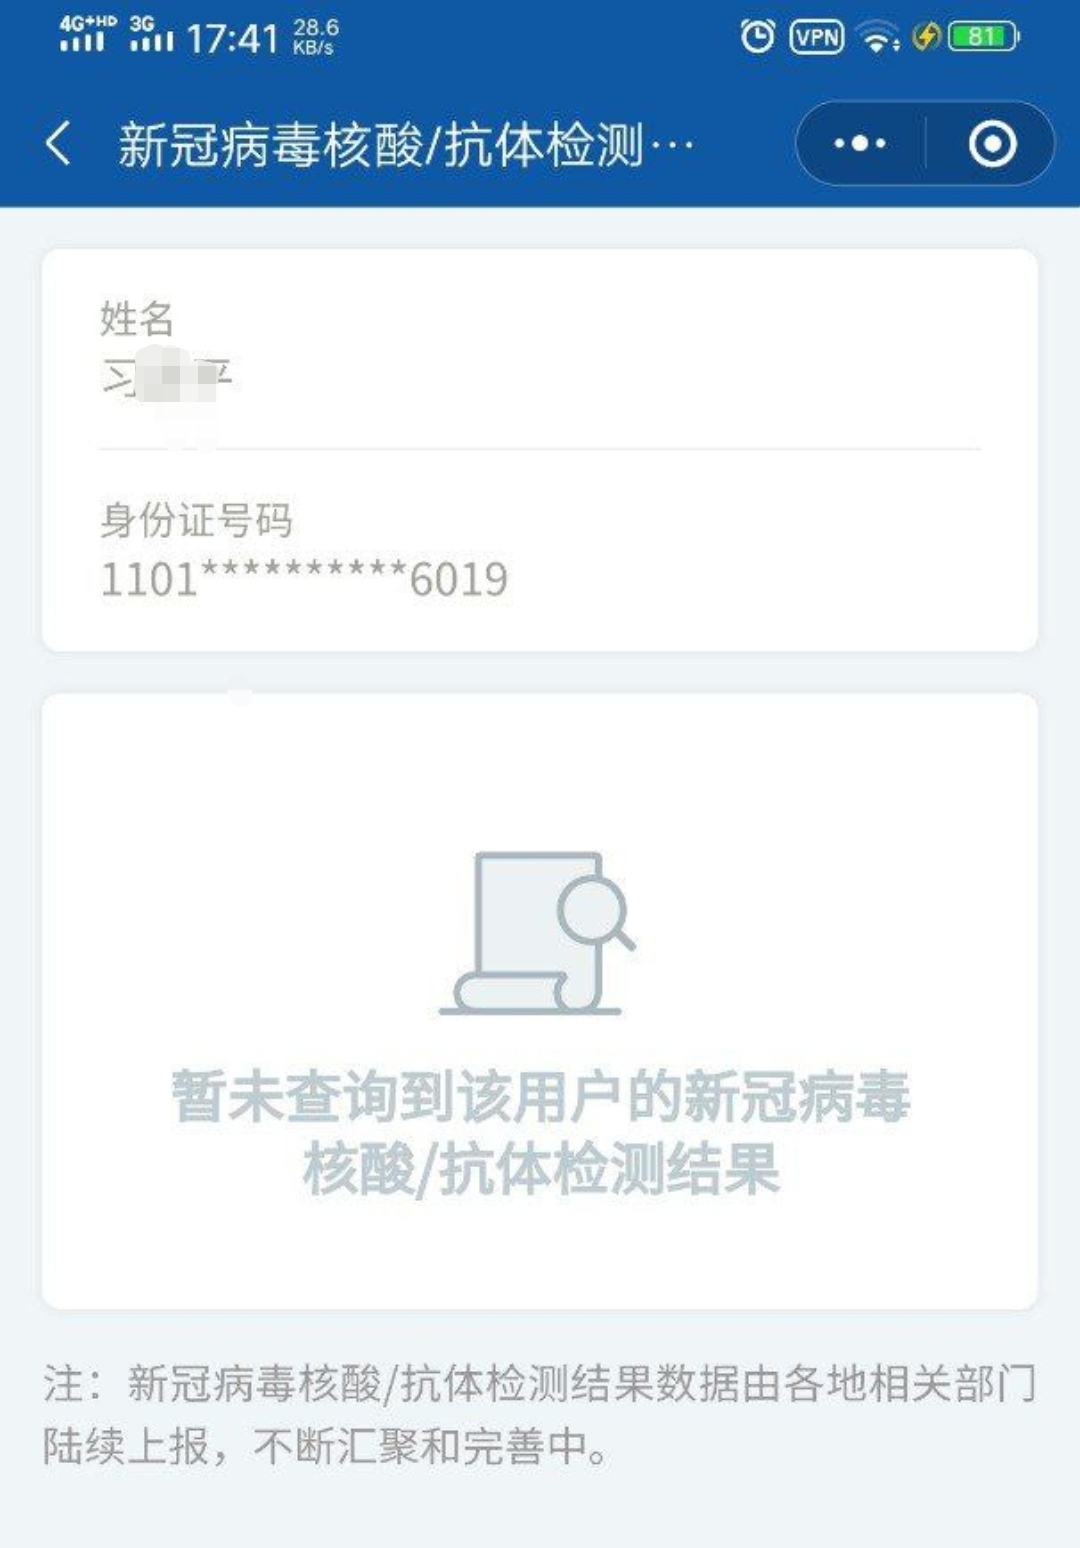 4G+HD 3G 17:41 28.6 KB/s VPN 81
新冠病毒核酸/抗体检测…
姓名
习 平
身份证号码
1101**********6019
暂未查询到该用户的新冠病毒
核酸/抗体检测结果
注：新冠病毒核酸/抗体检测结果数据由各地相关部门
陆续上报，不断汇聚和完善中。